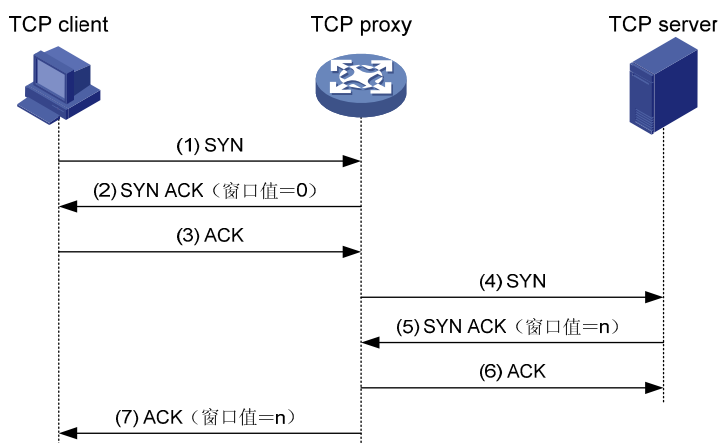 TCP client
TCP proxy
TCP server
(1) SYN
(2) SYN ACK（窗口值＝0）
(3) ACK
(4) SYN
(5) SYN ACK（窗口值＝n）
(6) ACK
(7) ACK（窗口值＝n）